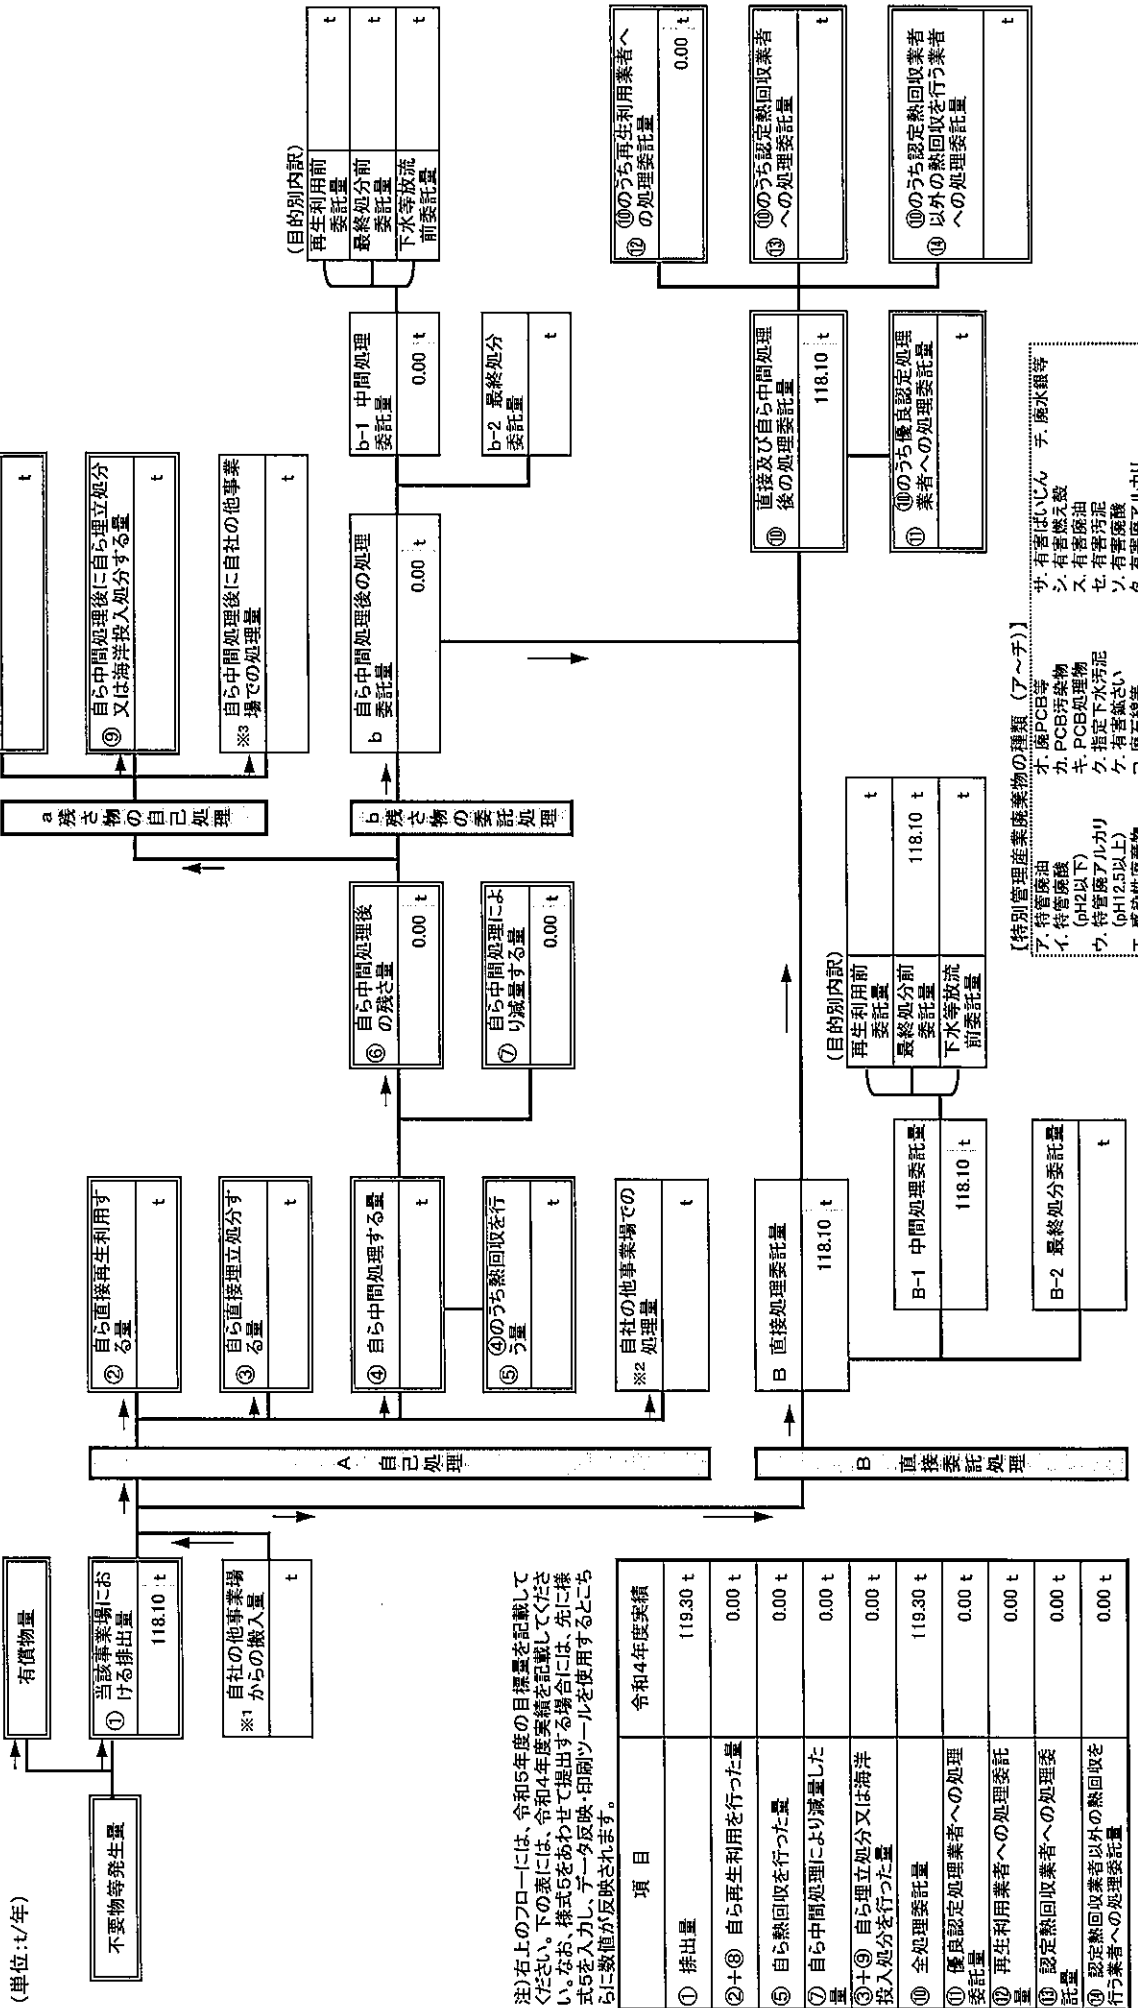 (単位:t/年)
不要物等発生量
有償物量
① 当該事業場にお
ける排出量
118.10 t
※1 自社の他事業場
からの搬入量
t
A 自己処理
B 直接委託処理
② 自ら直接再生利用す
る量
t
③ 自ら直接埋立処分す
る量
t
④ 自ら中間処理する量
t
⑤ ④のうち熱回収を行
う量
t
※2 自社の他事業場での
処理量
t
B 直接処理委託量
118.10 t
B-1 中間処理委託量
118.10 t
B-2 最終処分委託量
t
(目的別内訳)
再生利用前
委託量
t
最終処分前
委託量
118.10 t
下水等放流
前委託量
t
⑥ 自ら中間処理後
の残さ量
0.00 t
⑦ 自ら中間処理によ
り減量する量
0.00 t
a 残さ物の自己処理
b 残さ物の委託処理
t
⑨ 自ら中間処理後に自ら埋立処分
又は海洋投入処分する量
t
※3 自ら中間処理後に自社の他事業
場での処理量
t
b 自ら中間処理後の処理
委託量
0.00 t
b-1 中間処理
委託量
0.00 t
b-2 最終処分
委託量
t
(目的別内訳)
再生利用前
委託量
t
最終処分前
委託量
t
下水等放流
前委託量
t
⑩ 直接及び自ら中間処理
後の処理委託量
118.10 t
⑪ ⑩のうち優良認定処理
業者への処理委託量
t
⑫ ⑩のうち再生利用業者へ
の処理委託量
0.00 t
⑬ ⑩のうち認定熱回収業者
への処理委託量
t
⑭ ⑩のうち認定熱回収業者
以外の熱回収を行う業者
への処理委託量
t
注)右上のフローには、令和5年度の目標量を記載して
ください。下の表には、令和4年度実績を記載してくださ
い。なお、様式5をあわせて提出する場合には、先に様
式5を入力し、データ反映・印刷ツールを使用するとこち
らに数値が反映されます。
項 目 令和4年度実績
① 排出量 119.30 t
②+⑧ 自ら再生利用を行った量 0.00 t
⑤ 自ら熱回収を行った量 0.00 t
⑦ 自ら中間処理により減量した
量 0.00 t
③+⑨ 自ら埋立処分又は海洋
投入処分を行った量 0.00 t
⑩ 全処理委託量 119.30 t
⑪ 優良認定処理業者への処理
委託量 0.00 t
⑫ 再生利用業者への処理委託
量 0.00 t
⑬ 認定熱回収業者への処理委
託量 0.00 t
⑭ 認定熱回収業者以外の熱回収を
行う業者への処理委託量 0.00 t
【特別管理産業廃棄物の種類 (ア~チ)】
ア. 特管廃油
イ. 特管廃酸
(pH2以下)
ウ. 特管廃アルカリ
(pH12.5以上)
オ. 廃PCB等
カ. PCB汚染物
キ. PCB処理物
ク. 指定下水汚泥
ケ. 有害鉱さい
サ. 有害ばいじん
シ. 有害燃え殻
ス. 有害廃油
セ. 有害汚泥
ソ. 有害廃酸
チ. 廃水銀等